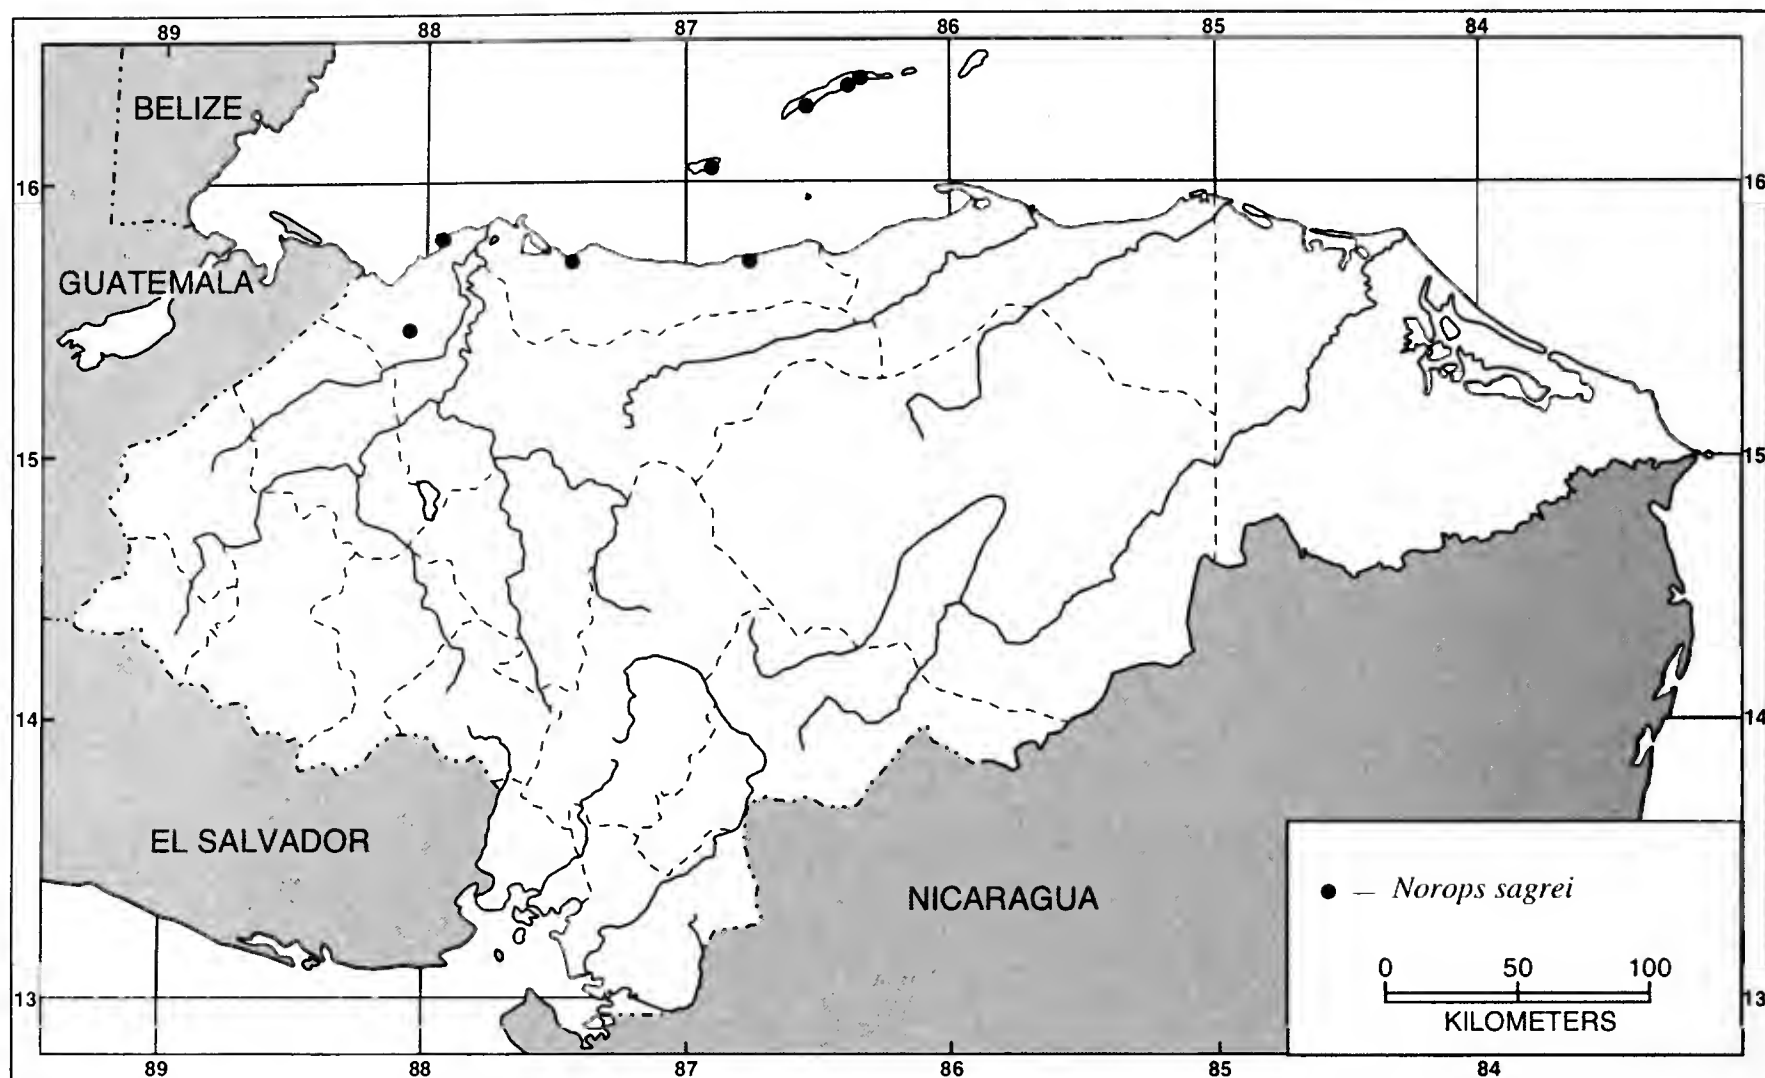 89 88 87 86 85 84
BELIZE
16 16
GUATEMALA
15 15
14 14
EL SALVADOR
NICARAGUA
● — Norops sagrei
0 50 100
KILOMETERS
13 13
89 88 87 86 85 84